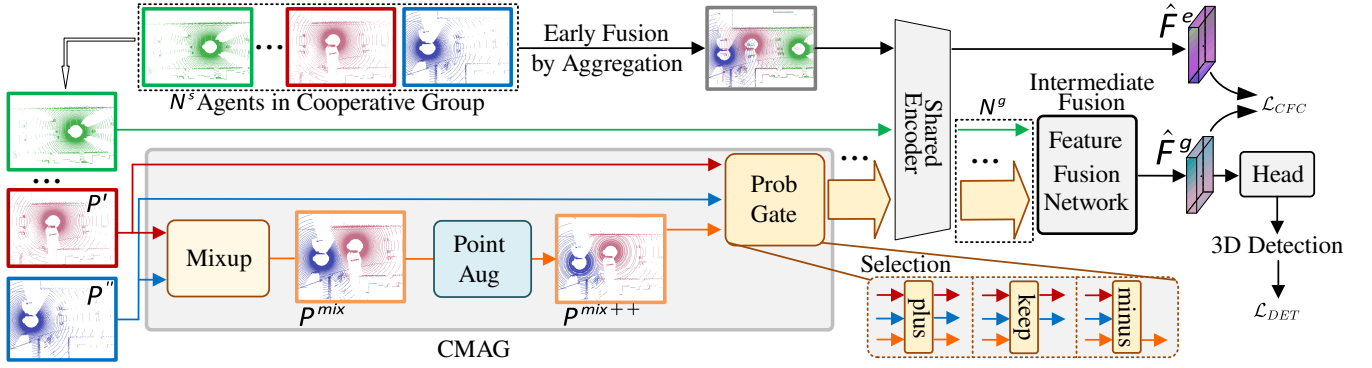 N^s Agents in Cooperative Group
Early Fusion
by Aggregation
Shared
Encoder
F̂^e
Intermediate
Fusion
N^g
Feature
Fusion
Network
F̂^g
ℒ_CFC
Head
3D Detection
ℒ_DET
P'
P''
Mixup
P^mix
Point
Aug
P^mix++
Prob
Gate
CMAG
Selection
plus
keep
minus